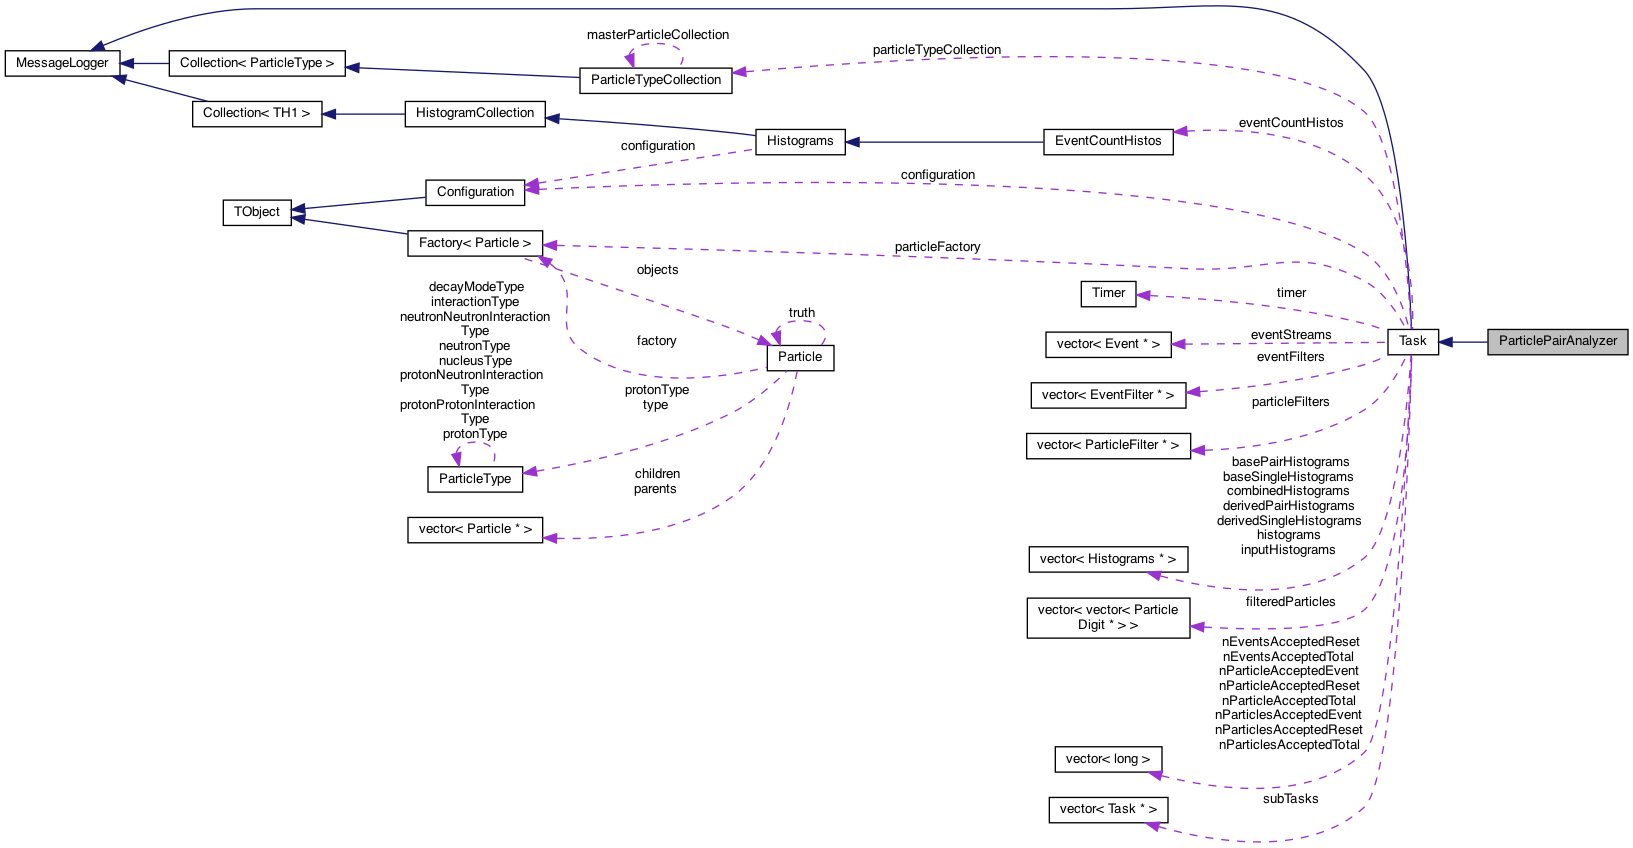 masterParticleCollection
particleTypeCollection
MessageLogger
Collection< ParticleType >
ParticleTypeCollection
Collection< TH1 >
HistogramCollection
eventCountHistos
Histograms
EventCountHistos
configuration
configuration
Configuration
TObject
Factory< Particle >
particleFactory
objects
decayModeType
interactionType
neutronNeutronInteraction
Type
neutronType
nucleusType
protonNeutronInteraction
Type
protonProtonInteraction
Type
protonType
factory
truth
Particle
protonType
type
ParticleType
children
parents
vector< Particle * >
Timer
timer
vector< Event * >
eventStreams
eventFilters
Task
ParticlePairAnalyzer
vector< EventFilter * >
particleFilters
vector< ParticleFilter * >
basePairHistograms
baseSingleHistograms
combinedHistograms
derivedPairHistograms
derivedSingleHistograms
histograms
inputHistograms
vector< Histograms * >
filteredParticles
vector< vector< Particle
Digit * > >
nEventsAcceptedReset
nEventsAcceptedTotal
nParticleAcceptedEvent
nParticleAcceptedReset
nParticleAcceptedTotal
nParticlesAcceptedEvent
nParticlesAcceptedReset
nParticlesAcceptedTotal
vector< long >
subTasks
vector< Task * >